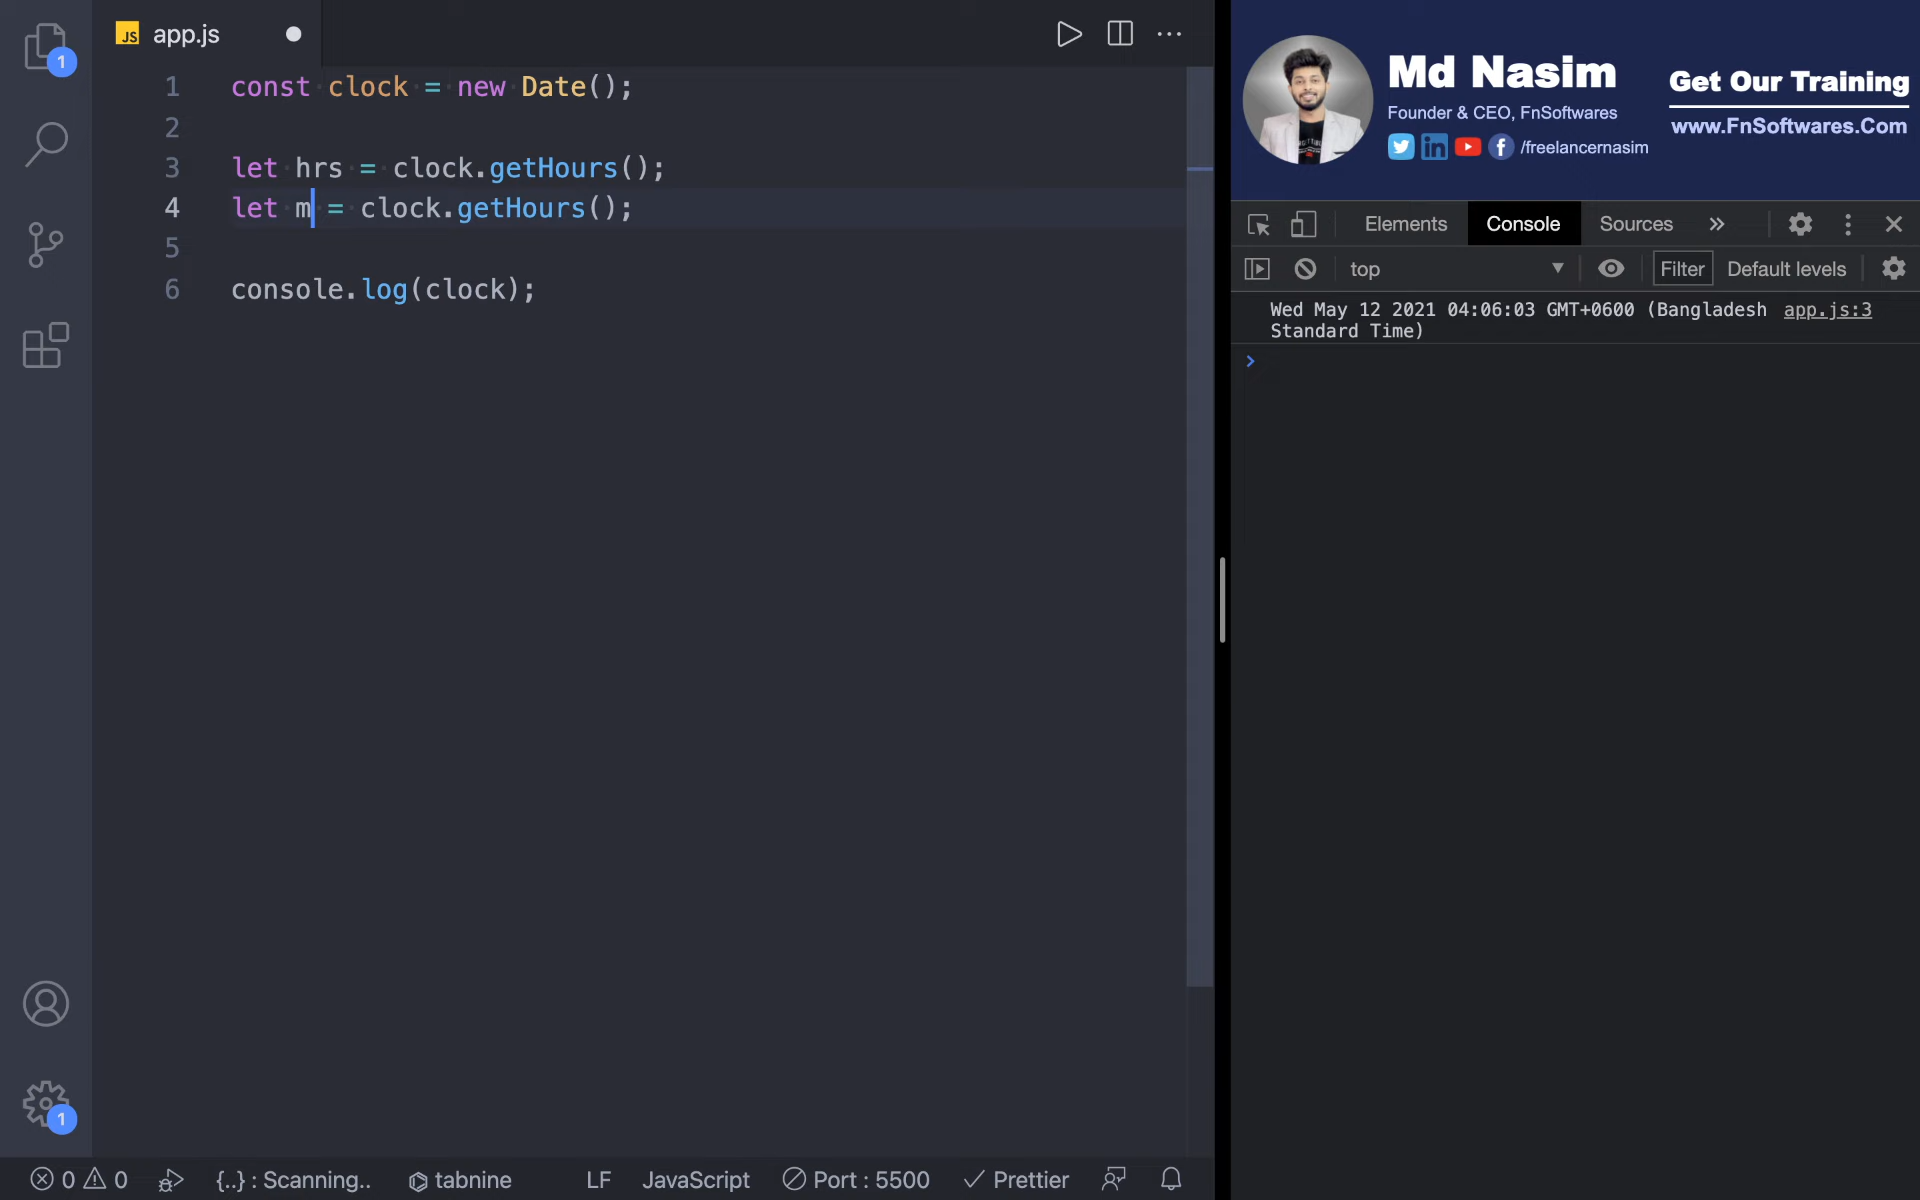 JS app.js
1 const clock = new Date();
2
3 let hrs = clock.getHours();
4 let m = clock.getHours();
5
6 console.log(clock);
1
1
0 0 {..} : Scanning.. tabnine LF JavaScript Port : 5500 Prettier
Md Nasim
Founder & CEO, FnSoftwares
/freelancernasim
Get Our Training
www.FnSoftwares.Com
Elements Console Sources »
top Filter Default levels
Wed May 12 2021 04:06:03 GMT+0600 (Bangladesh app.js:3
Standard Time)